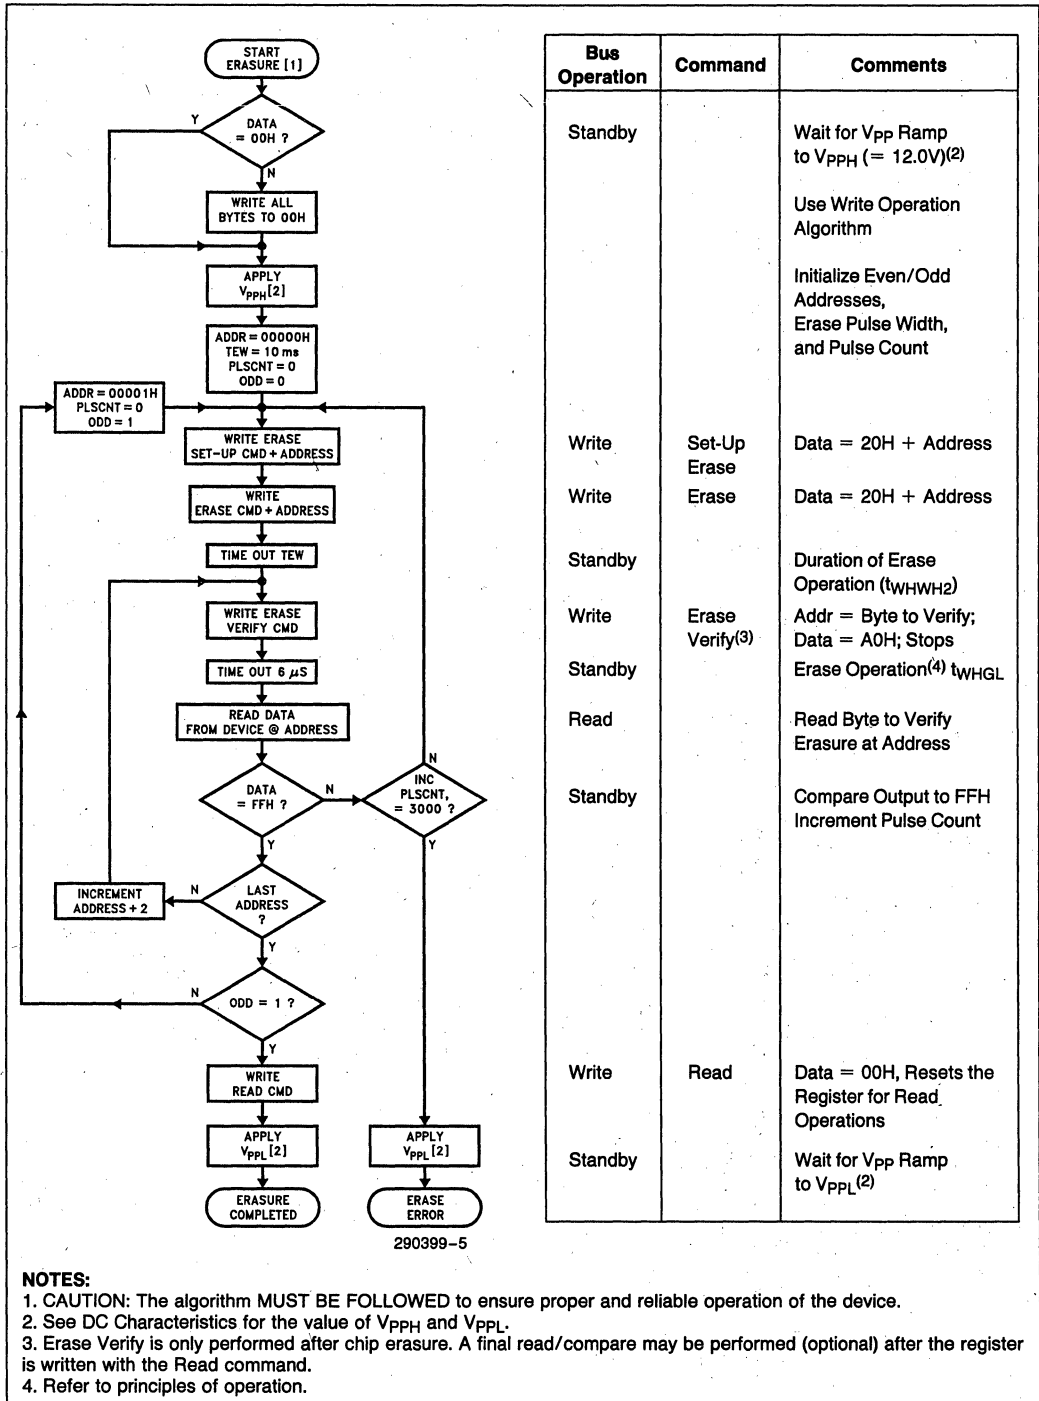 START
ERASURE [1]
Y
DATA
= 00H ?
N
WRITE ALL
BYTES TO 00H
APPLY
VPPH[2]
ADDR = 00000H
TEW = 10 ms
PLSCNT = 0
ODD = 0
ADDR = 00001H
PLSCNT = 0
ODD = 1
WRITE ERASE
SET-UP CMD + ADDRESS
WRITE
ERASE CMD + ADDRESS
TIME OUT TEW
WRITE ERASE
VERIFY CMD
TIME OUT 6 µS
READ DATA
FROM DEVICE @ ADDRESS
DATA
= FFH ?
N
Y
N
INC
PLSCNT,
= 3000 ?
Y
INCREMENT
ADDRESS + 2
N
LAST
ADDRESS
?
Y
N
ODD = 1 ?
Y
WRITE
READ CMD
APPLY
VPPL[2]
ERASURE
COMPLETED
APPLY
VPPL[2]
ERASE
ERROR
290399-5
Bus
Operation
Command
Comments
Standby
Wait for VPP Ramp
to VPPH (= 12.0V)(2)
Use Write Operation
Algorithm
Initialize Even/Odd
Addresses,
Erase Pulse Width,
and Pulse Count
Write
Set-Up
Erase
Data = 20H + Address
Write
Erase
Data = 20H + Address
Standby
Duration of Erase
Operation (tWHWH2)
Write
Erase
Verify(3)
Addr = Byte to Verify;
Data = A0H; Stops
Standby
Erase Operation(4) tWHGL
Read
Read Byte to Verify
Erasure at Address
Standby
Compare Output to FFH
Increment Pulse Count
Write
Read
Data = 00H, Resets the
Register for Read
Operations
Standby
Wait for VPP Ramp
to VPPL(2)
NOTES:
1. CAUTION: The algorithm MUST BE FOLLOWED to ensure proper and reliable operation of the device.
2. See DC Characteristics for the value of VPPH and VPPL.
3. Erase Verify is only performed after chip erasure. A final read/compare may be performed (optional) after the register
is written with the Read command.
4. Refer to principles of operation.